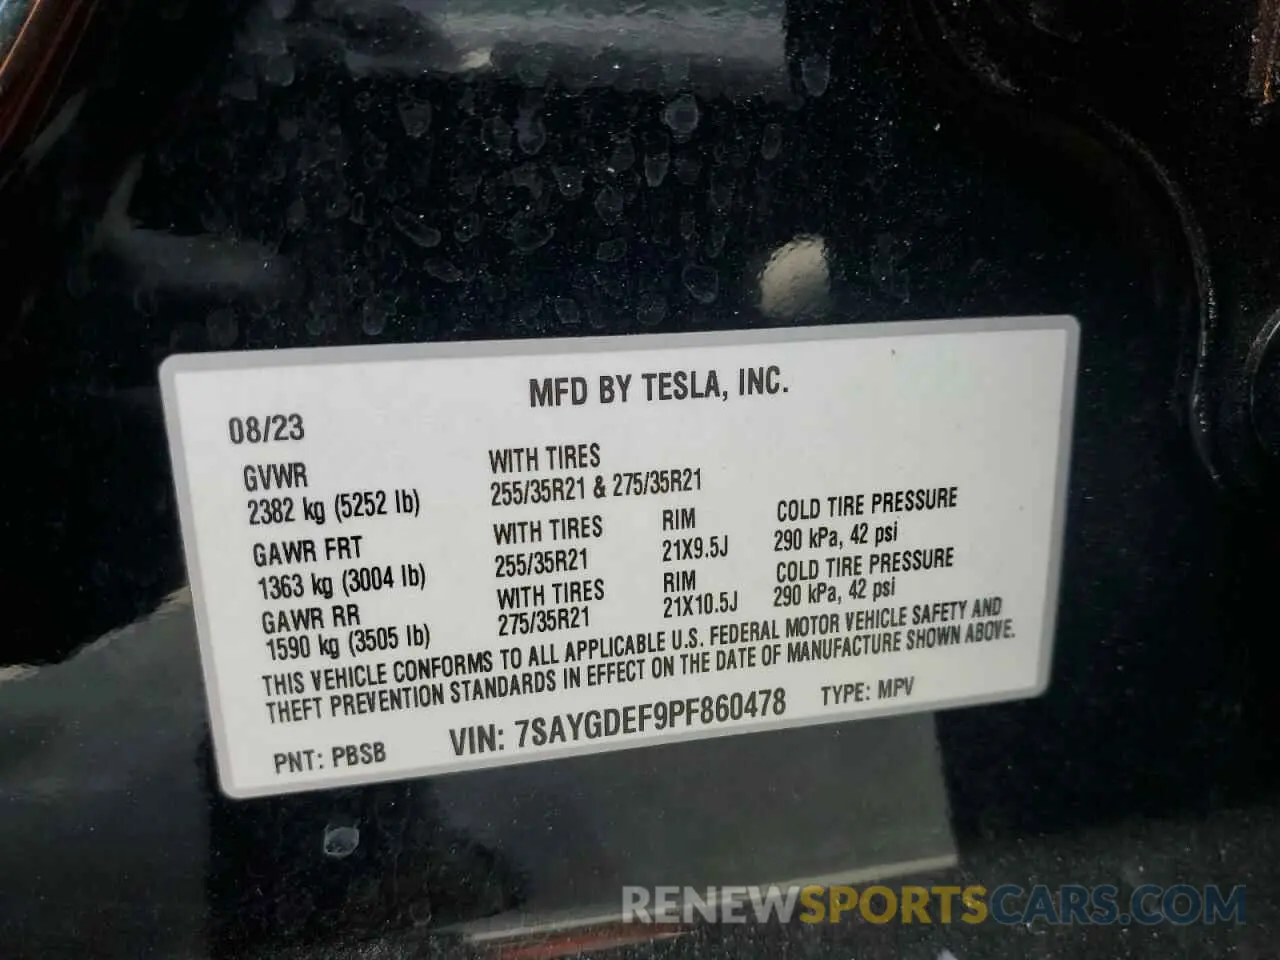 MFD BY TESLA, INC.
08/23
GVWR
2382 kg (5252 lb)
WITH TIRES
255/35R21 & 275/35R21
GAWR FRT
1363 kg (3004 lb)
WITH TIRES
255/35R21
RIM
21X9.5J
COLD TIRE PRESSURE
290 kPa, 42 psi
GAWR RR
1590 kg (3505 lb)
WITH TIRES
275/35R21
RIM
21X10.5J
COLD TIRE PRESSURE
290 kPa, 42 psi
THIS VEHICLE CONFORMS TO ALL APPLICABLE U.S. FEDERAL MOTOR VEHICLE SAFETY AND
THEFT PREVENTION STANDARDS IN EFFECT ON THE DATE OF MANUFACTURE SHOWN ABOVE.
PNT: PBSB VIN: 7SAYGDEF9PF860478 TYPE: MPV
RENEWSPORTSCARS.COM